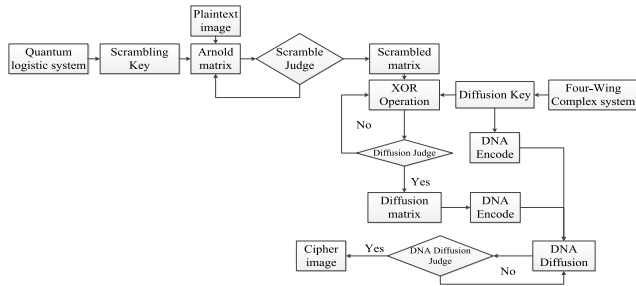 Plaintext
image
Quantum
logistic system
Scrambling
Key
Arnold
matrix
Scramble
Judge
Scrambled
matrix
XOR
Operation
Diffusion Key
Four-Wing
Complex system
No
Diffusion Judge
DNA
Encode
Yes
Diffusion
matrix
DNA
Encode
Cipher
image
Yes
DNA Diffusion
Judge
No
DNA
Diffusion